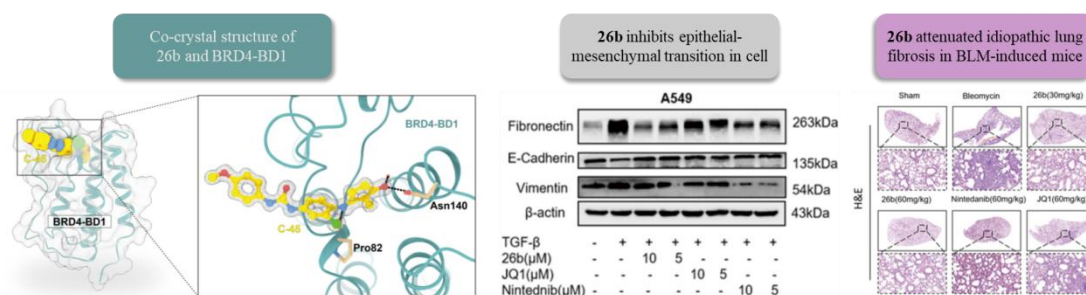 Co-crystal structure of
26b and BRD4-BD1
C-45
BRD4-BD1
BRD4-BD1
C-45
Asn140
Pro82
26b inhibits epithelial-
mesenchymal transition in cell
A549
Fibronectin 263kDa
E-Cadherin 135kDa
Vimentin 54kDa
β-actin 43kDa
TGF-β - + + + + + + +
26b(μM) - - 10 5 - - - -
JQ1(μM) - - - - 10 5 - -
Nintednib(μM) - - - - - - 10 5
26b attenuated idiopathic lung
fibrosis in BLM-induced mice
Sham Bleomycin 26b(30mg/kg)
H&E
26b(60mg/kg) Nintedanib(60mg/kg) JQ1(60mg/kg)